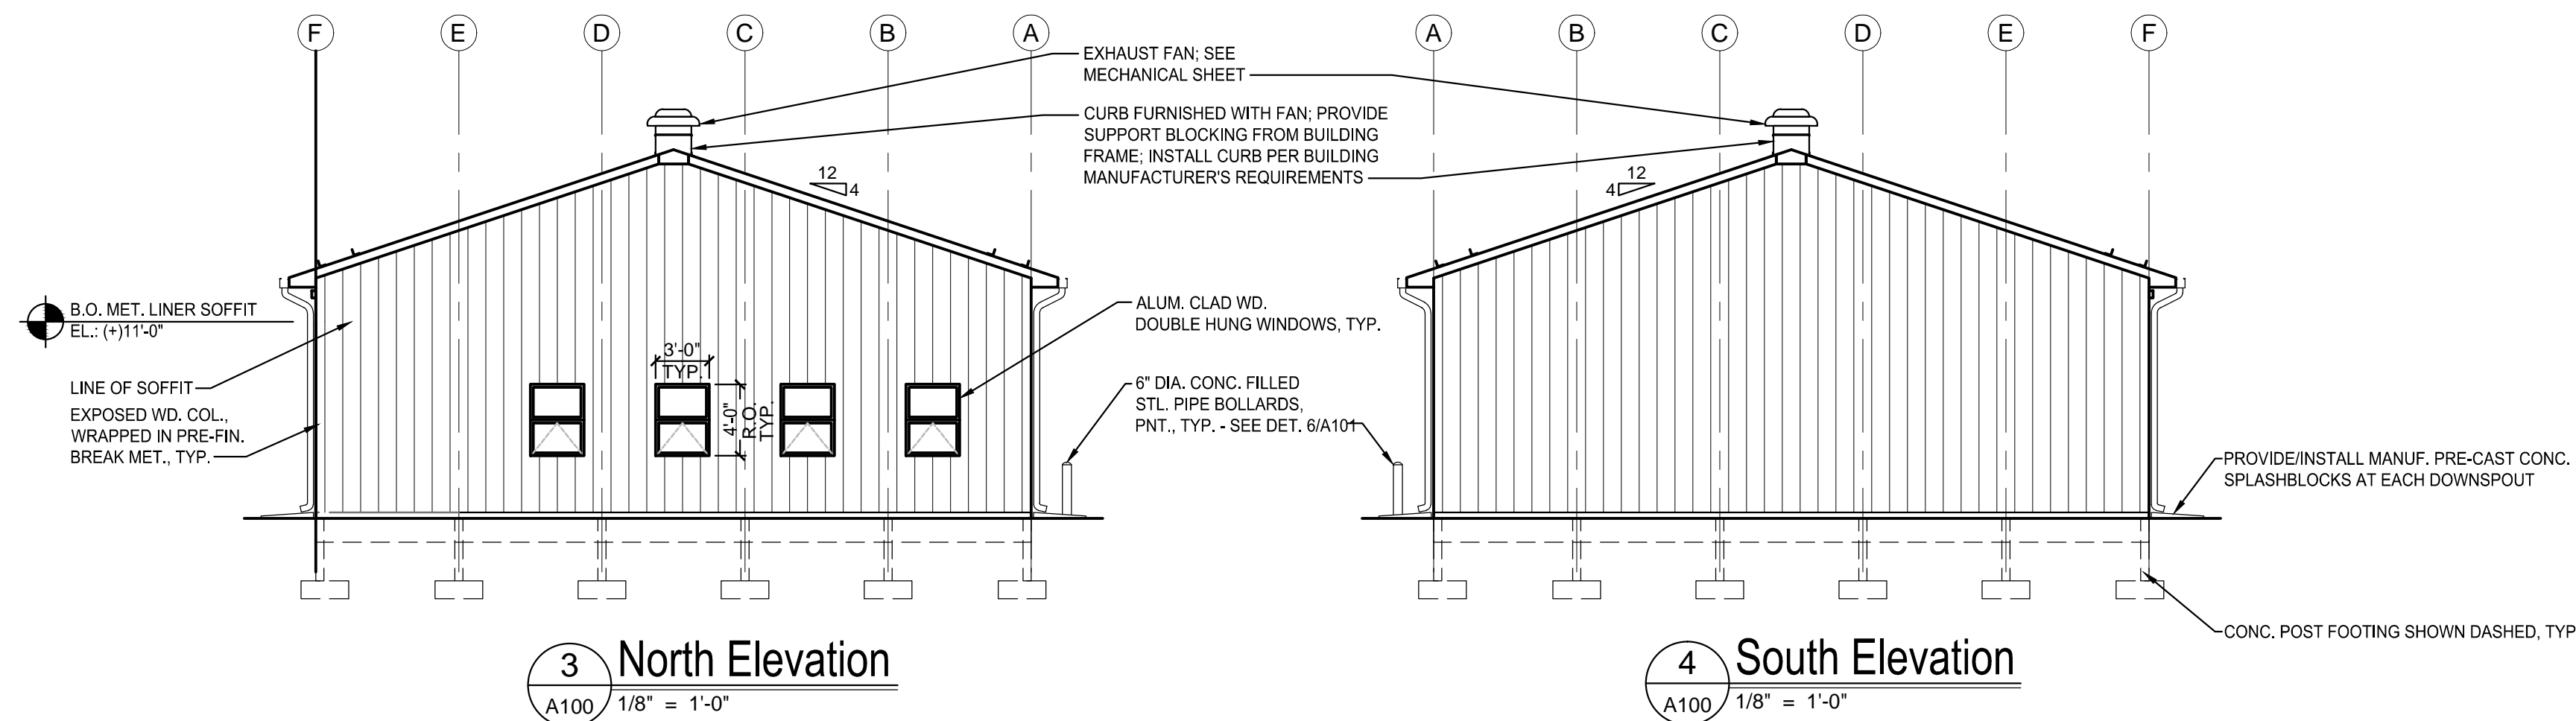 F E D C B A
A B C D E F
EXHAUST FAN; SEE
MECHANICAL SHEET
CURB FURNISHED WITH FAN; PROVIDE
SUPPORT BLOCKING FROM BUILDING
FRAME; INSTALL CURB PER BUILDING
MANUFACTURER'S REQUIREMENTS
12
4
12
4
B.O. MET. LINER SOFFIT
EL.: (+)11'-0"
LINE OF SOFFIT
EXPOSED WD. COL.,
WRAPPED IN PRE-FIN.
BREAK MET., TYP.
3'-0"
TYP.
4'-0"
R.O.
TYP.
ALUM. CLAD WD.
DOUBLE HUNG WINDOWS, TYP.
6" DIA. CONC. FILLED
STL. PIPE BOLLARDS,
PNT., TYP. - SEE DET. 6/A101
PROVIDE/INSTALL MANUF. PRE-CAST CONC.
SPLASHBLOCKS AT EACH DOWNSPOUT
CONC. POST FOOTING SHOWN DASHED, TYP
3
A100
North Elevation
1/8" = 1'-0"
4
A100
South Elevation
1/8" = 1'-0"